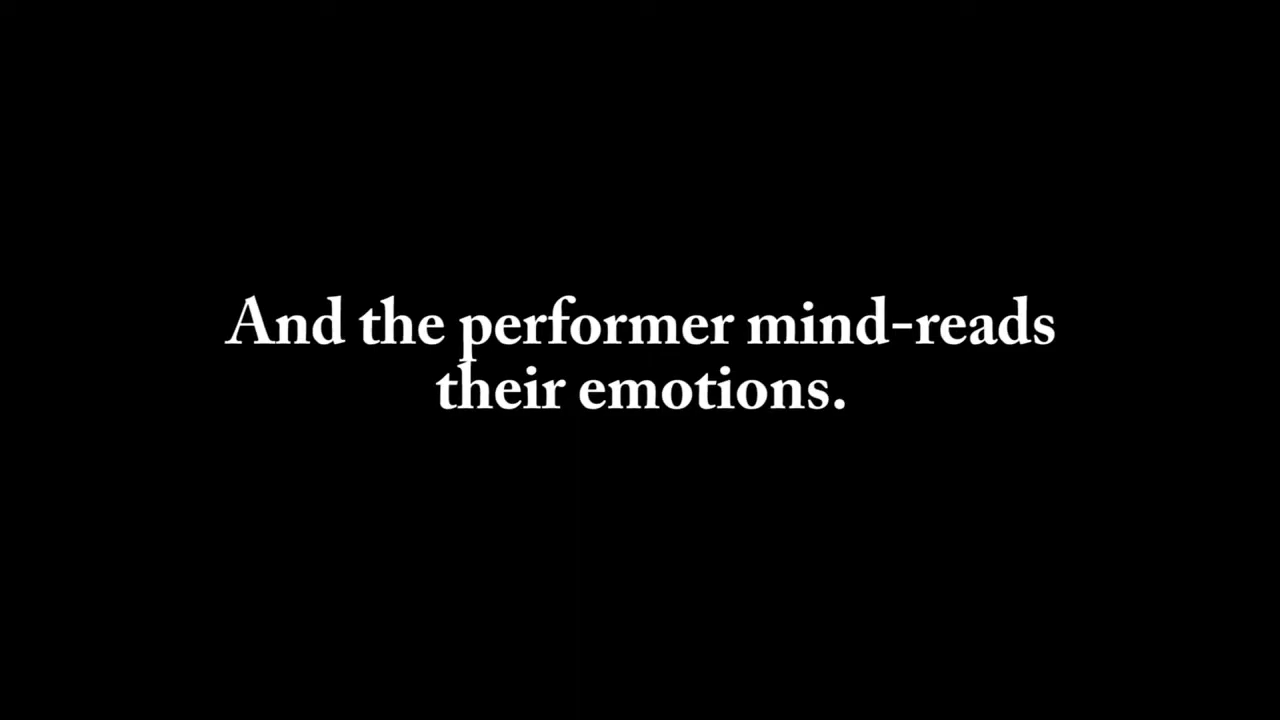 And the performer mind-reads
their emotions.